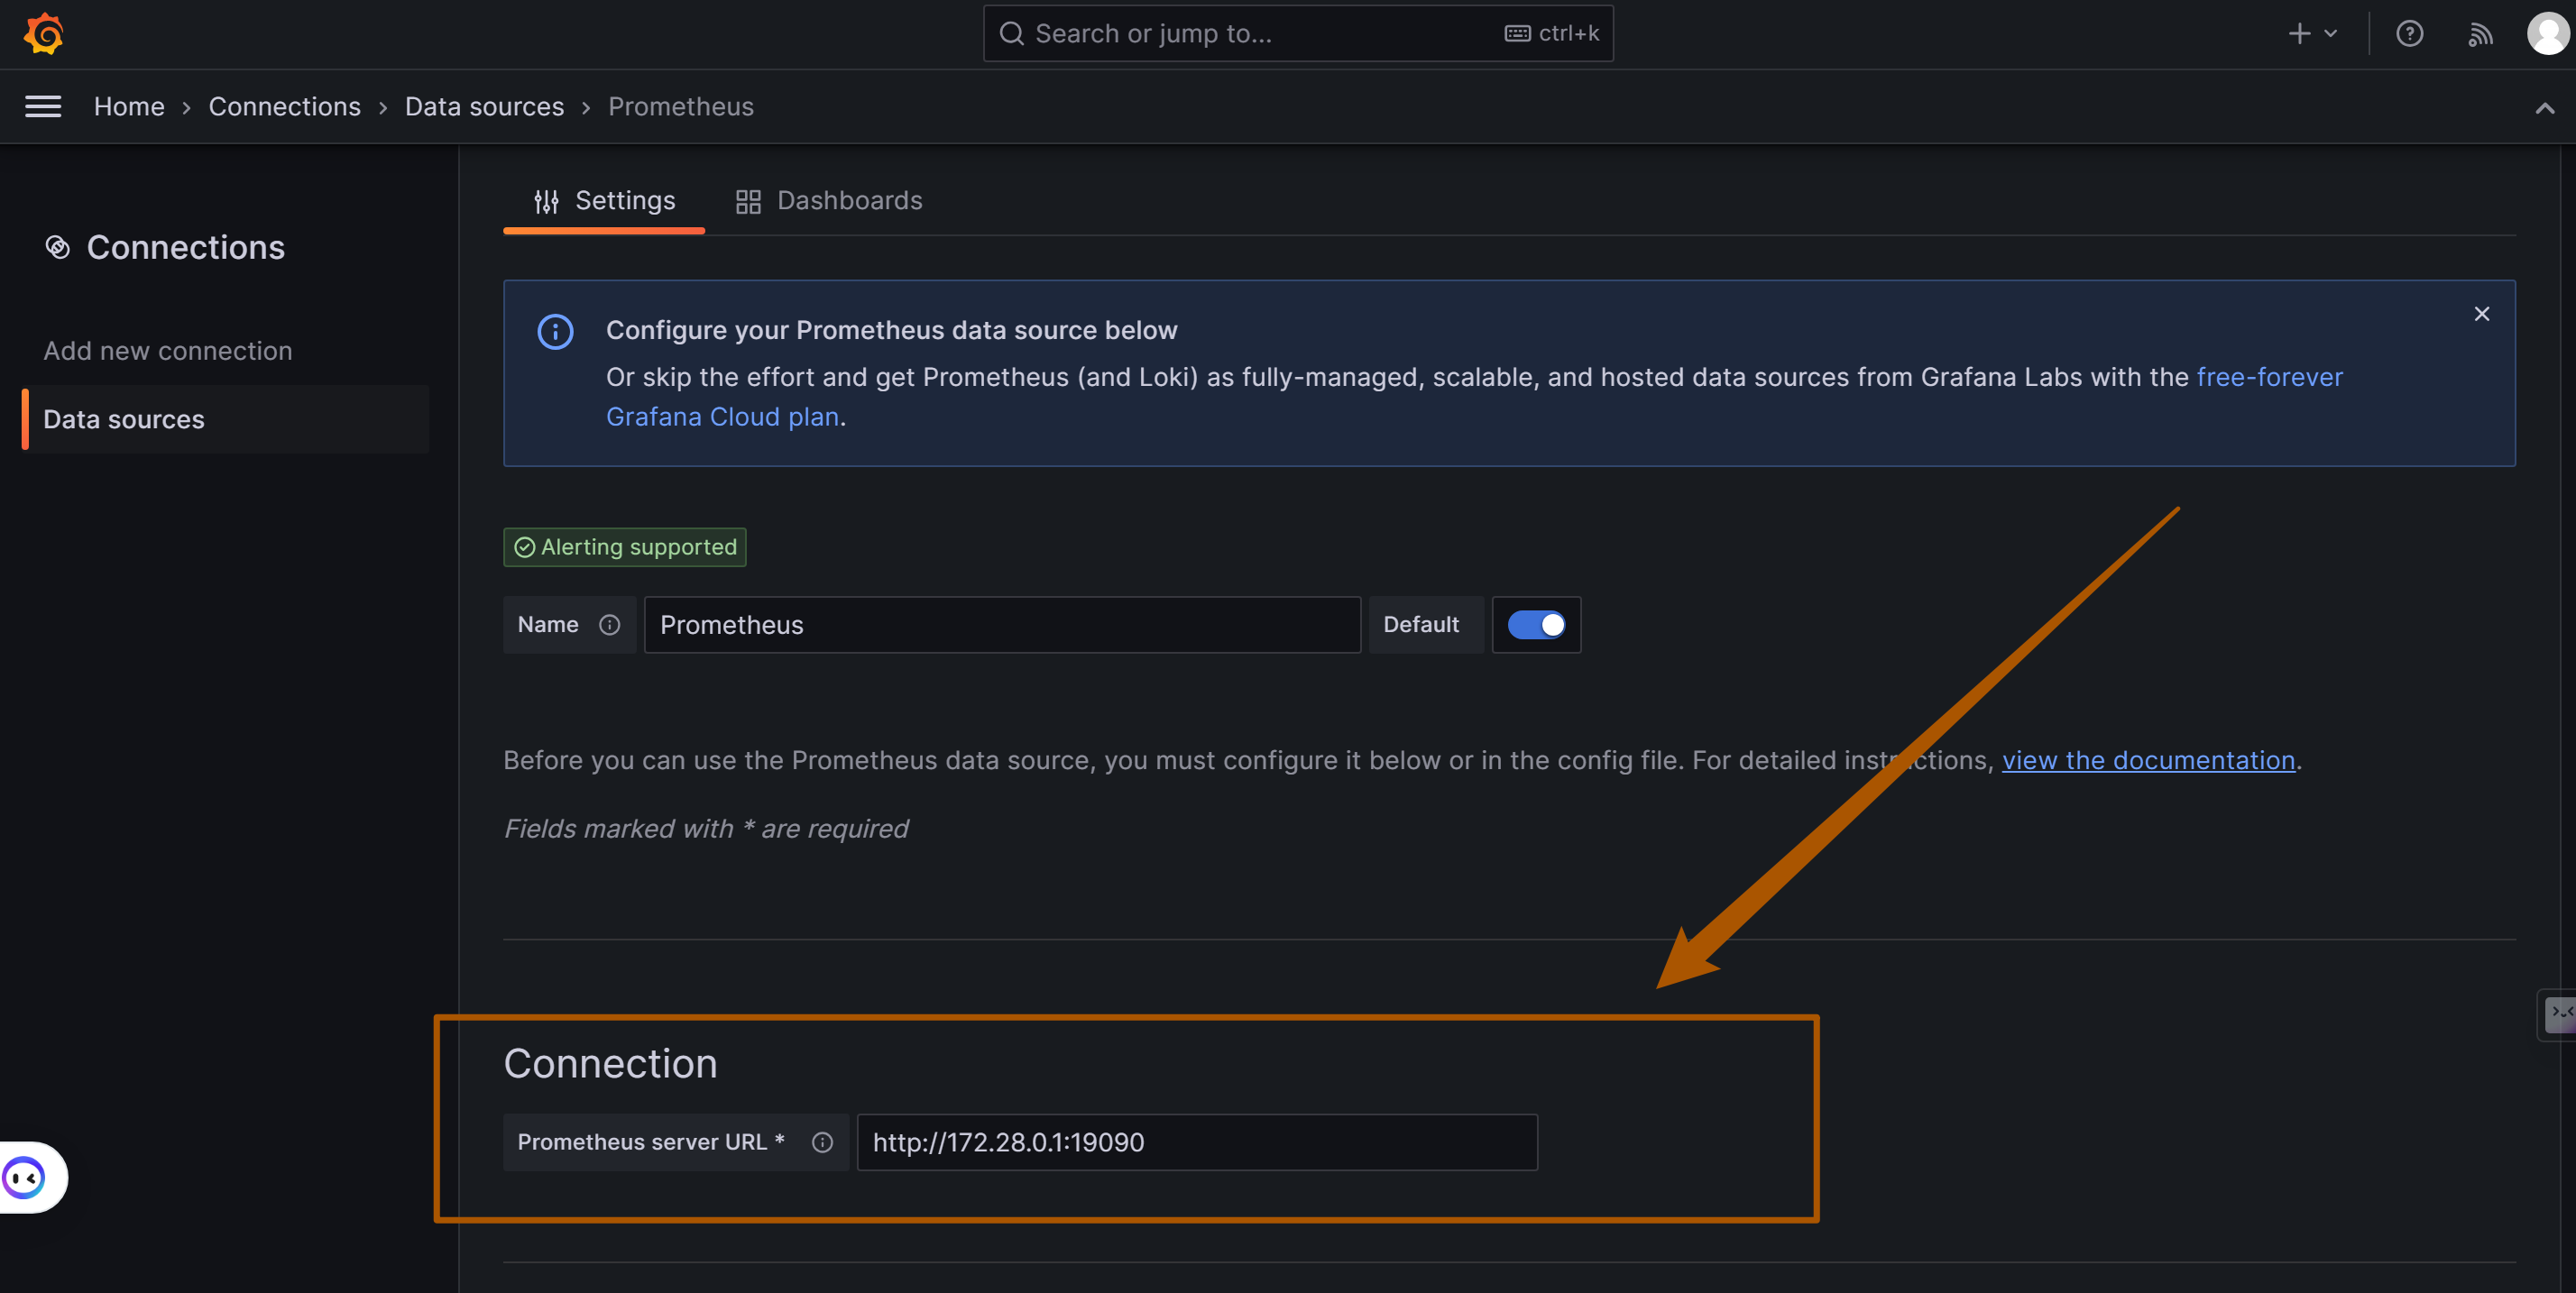 Search or jump to...
ctrl+k
Home › Connections › Data sources › Prometheus
Connections
Add new connection
Data sources
Settings
Dashboards
Configure your Prometheus data source below
Or skip the effort and get Prometheus (and Loki) as fully-managed, scalable, and hosted data sources from Grafana Labs with the free-forever
Grafana Cloud plan.
Alerting supported
Name
Prometheus
Default
Before you can use the Prometheus data source, you must configure it below or in the config file. For detailed instructions, view the documentation.
Fields marked with * are required
Connection
Prometheus server URL *
http://172.28.0.1:19090